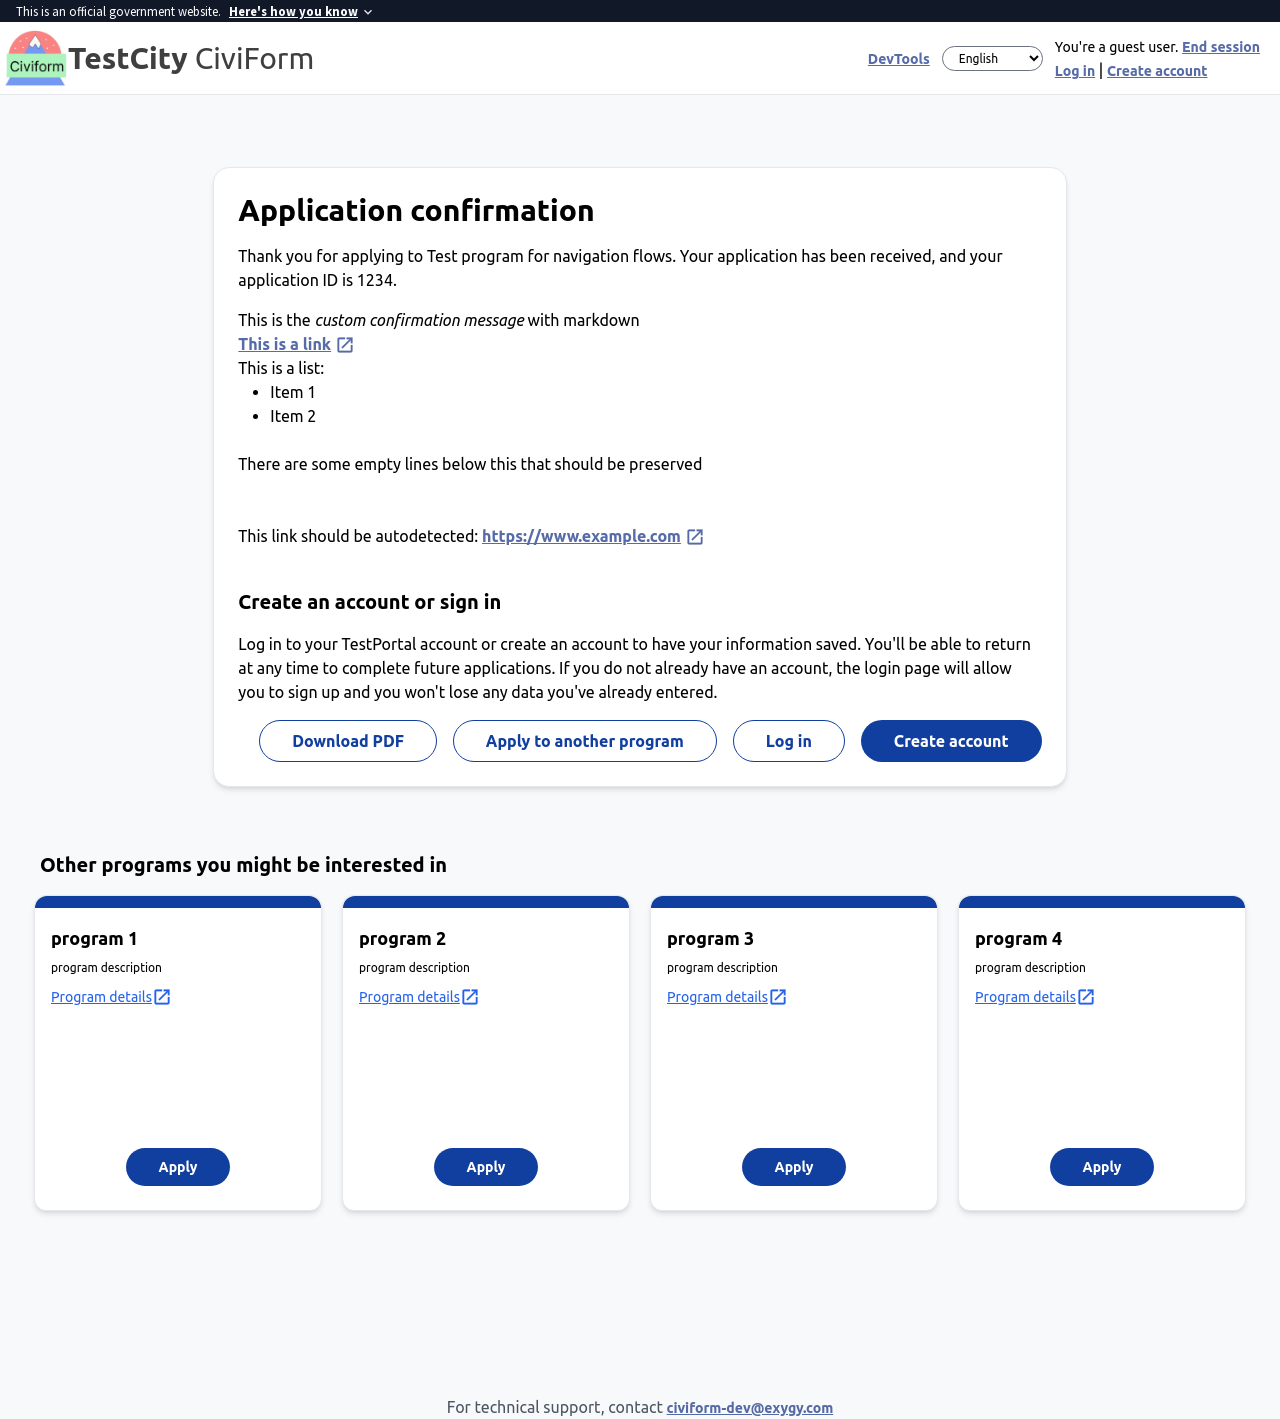 This is an official government website. Here's how you know
Civiform
TestCity CiviForm
DevTools
English
You're a guest user. End session
Log in | Create account
Application confirmation
Thank you for applying to Test program for navigation flows. Your application has been received, and your
application ID is 1234.
This is the custom confirmation message with markdown
This is a link
This is a list:
• Item 1
• Item 2
There are some empty lines below this that should be preserved
This link should be autodetected: https://www.example.com
Create an account or sign in
Log in to your TestPortal account or create an account to have your information saved. You'll be able to return
at any time to complete future applications. If you do not already have an account, the login page will allow
you to sign up and you won't lose any data you've already entered.
Download PDF
Apply to another program
Log in
Create account
Other programs you might be interested in
program 1
program description
Program details
Apply
program 2
program description
Program details
Apply
program 3
program description
Program details
Apply
program 4
program description
Program details
Apply
For technical support, contact civiform-dev@exygy.com